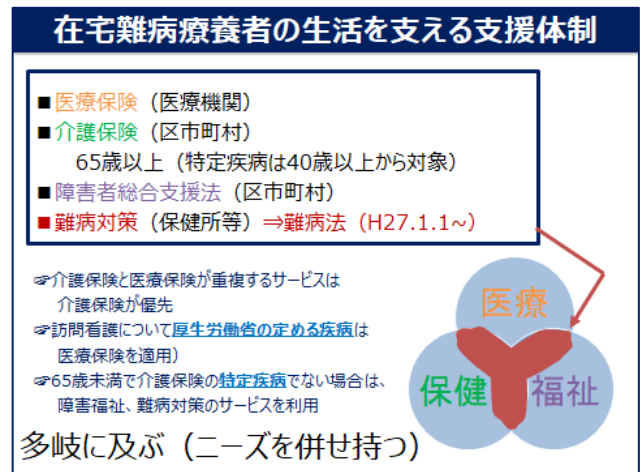 在宅難病療養者の生活を支える支援体制
■医療保険（医療機関）
■介護保険（区市町村）
65歳以上（特定疾病は40歳以上から対象）
■障害者総合支援法（区市町村）
■難病対策（保健所等）⇒難病法（H27.1.1~）
☞介護保険と医療保険が重複するサービスは
介護保険が優先
☞訪問看護について厚生労働省の定める疾病は
医療保険を適用）
☞65歳未満で介護保険の特定疾病でない場合は、
障害福祉、難病対策のサービスを利用
多岐に及ぶ（ニーズを併せ持つ）
医療
保健
福祉